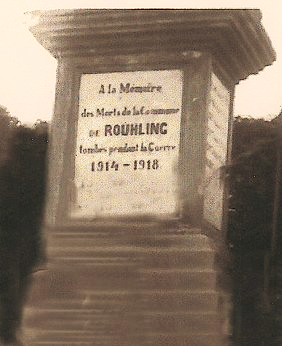 A la Mémoire
des Morts de la Commune
DE ROUHLING
tombés pendant la Guerre
1914 - 1918